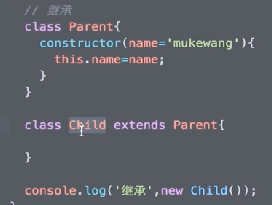 // 继承
class Parent{
constructor(name='mukewang'){
this.name=name;
}
}
class Child extends Parent{
}
console.log('继承',new Child());
}